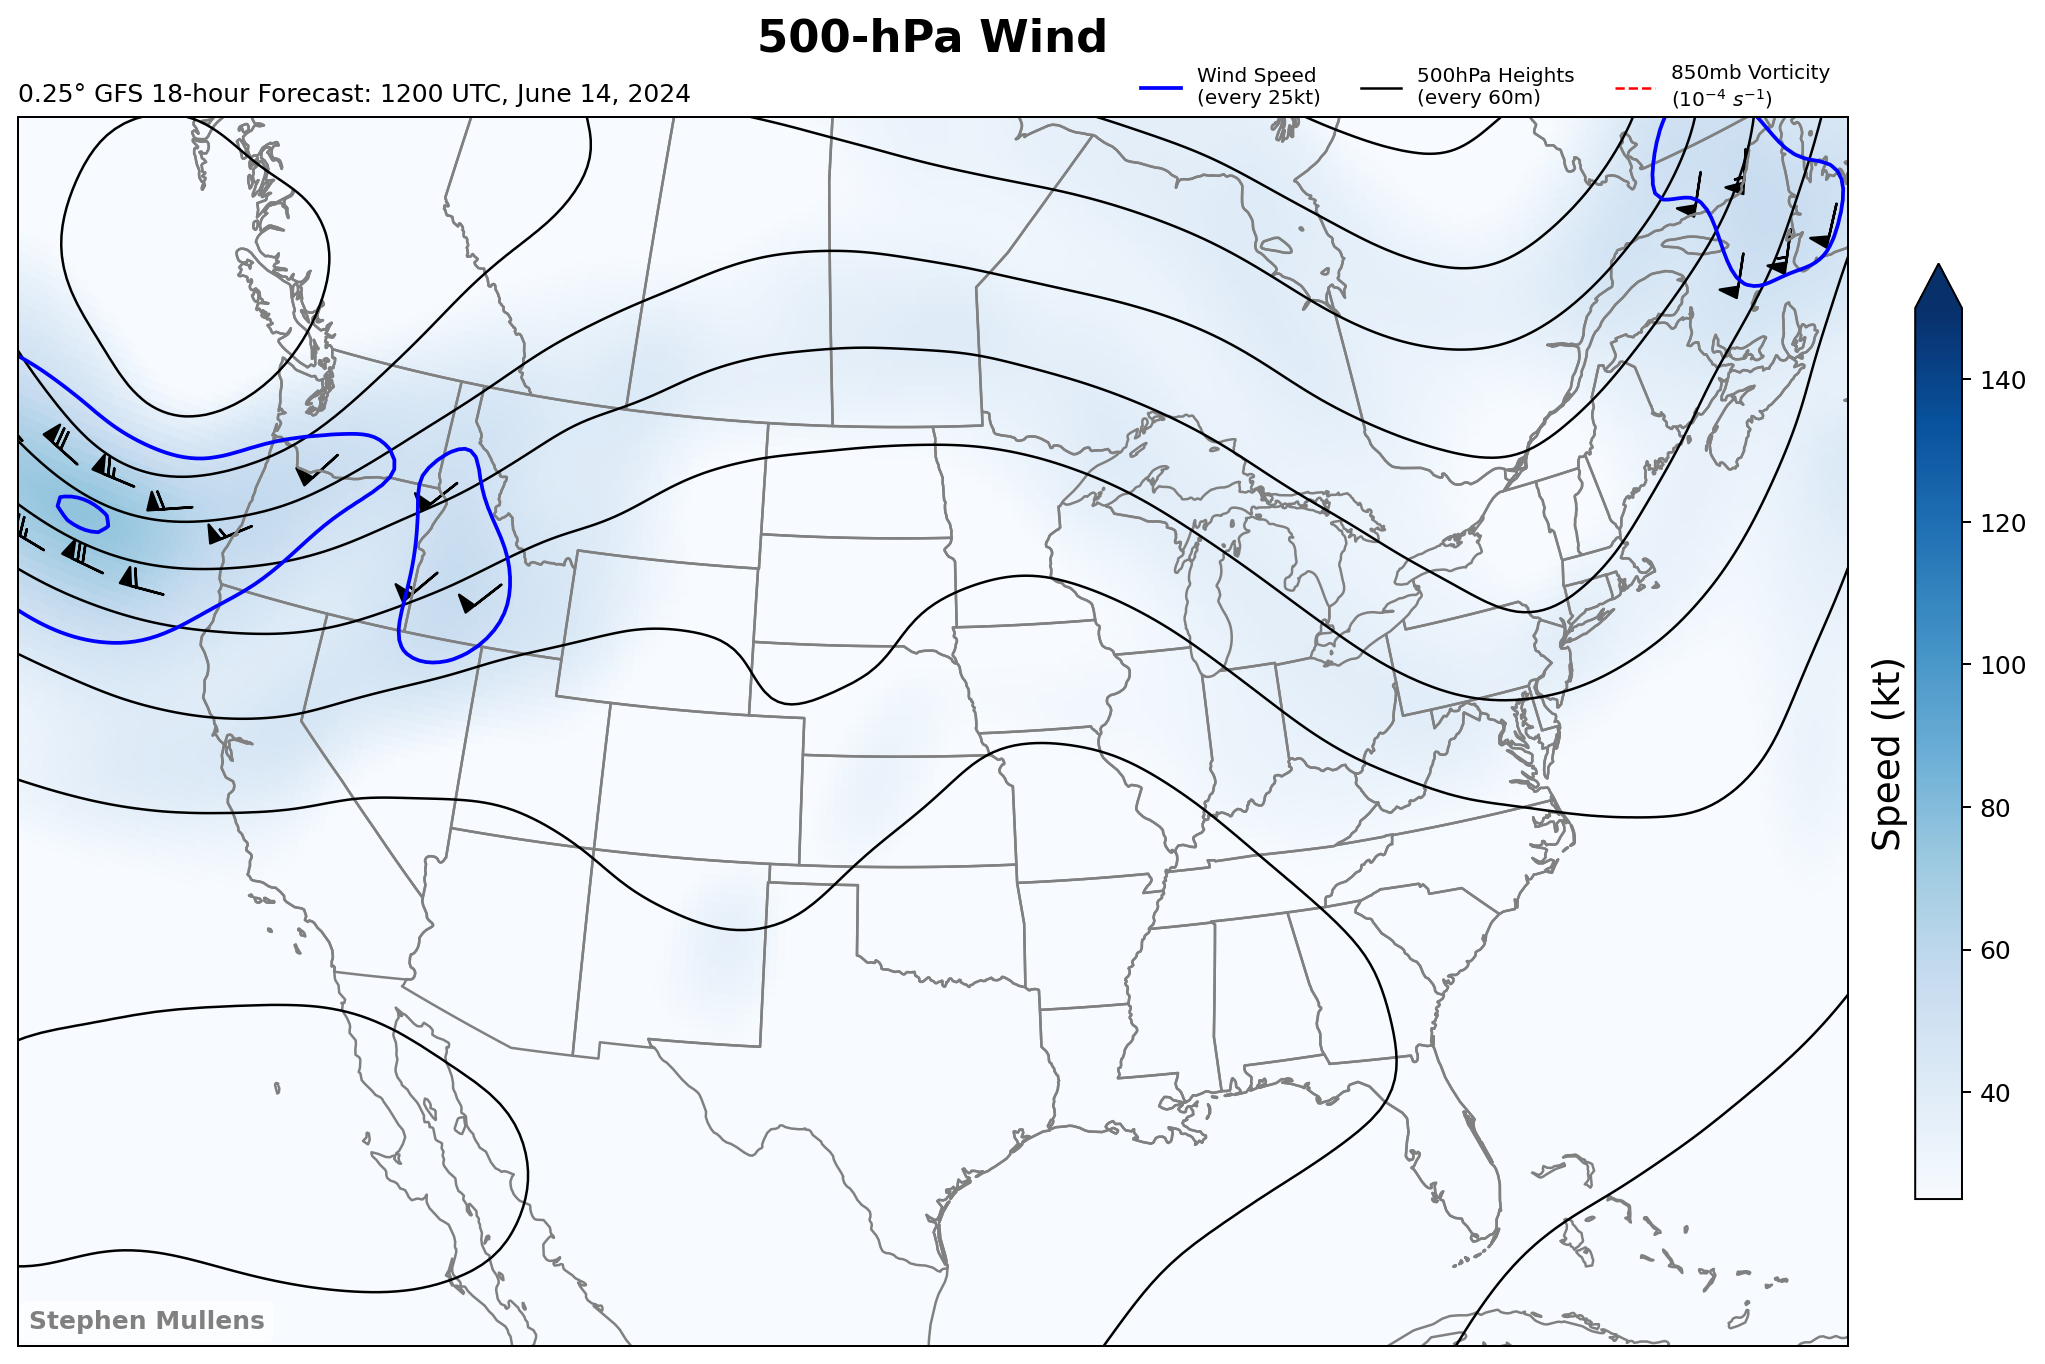 500-hPa Wind
0.25° GFS 18-hour Forecast: 1200 UTC, June 14, 2024
Wind Speed
(every 25kt)
500hPa Heights
(every 60m)
850mb Vorticity
(10⁻⁴ s⁻¹)
140
120
100
80
60
40
Speed (kt)
Stephen Mullens